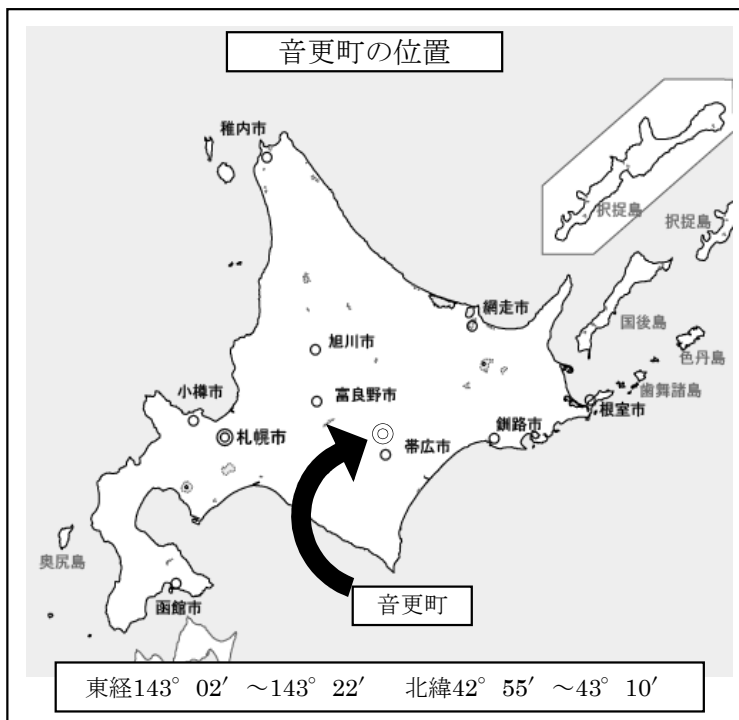 音更町の位置
稚内市
択捉島
択捉島
網走市
国後島
旭川市
色丹島
小樽市
富良野市
歯舞諸島
根室市
釧路市
札幌市
帯広市
奥尻島
函館市
音更町
東経143° 02′ ～143° 22′ 北緯42° 55′ ～43° 10′